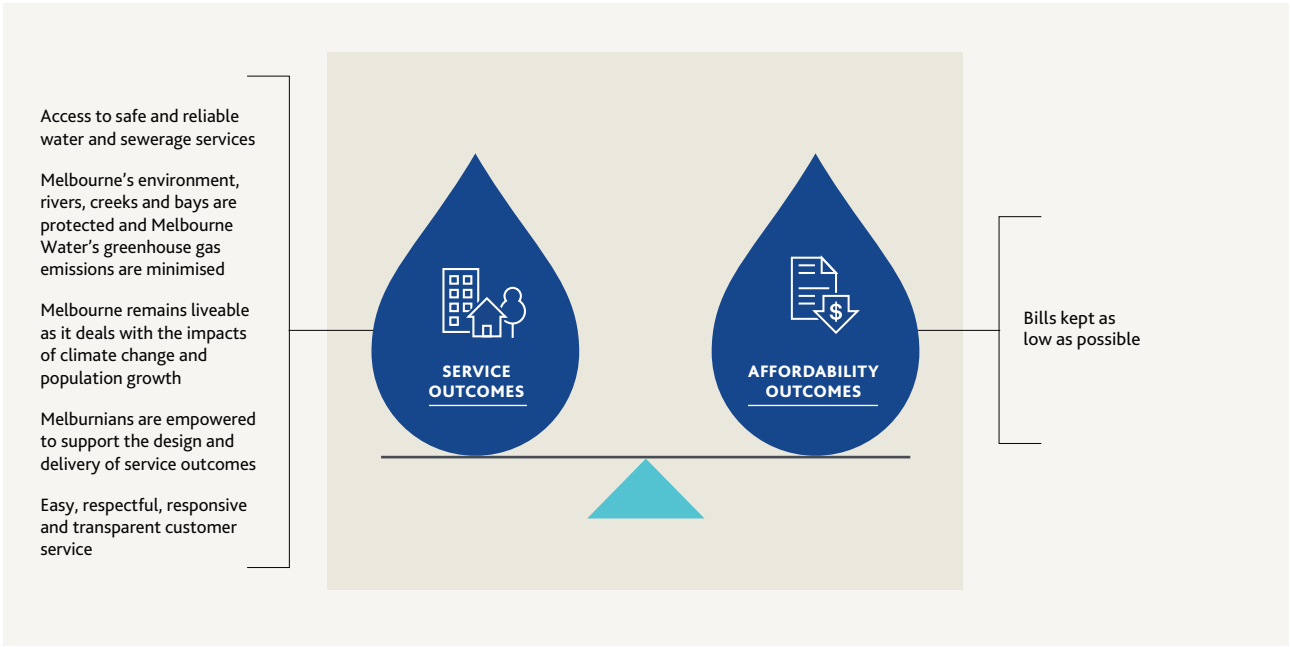 Access to safe and reliable
water and sewerage services
Melbourne’s environment,
rivers, creeks and bays are
protected and Melbourne
Water’s greenhouse gas
emissions are minimised
Melbourne remains liveable
as it deals with the impacts
of climate change and
population growth
Melburnians are empowered
to support the design and
delivery of service outcomes
Easy, respectful, responsive
and transparent customer
service
SERVICE
OUTCOMES
$
AFFORDABILITY
OUTCOMES
Bills kept as
low as possible